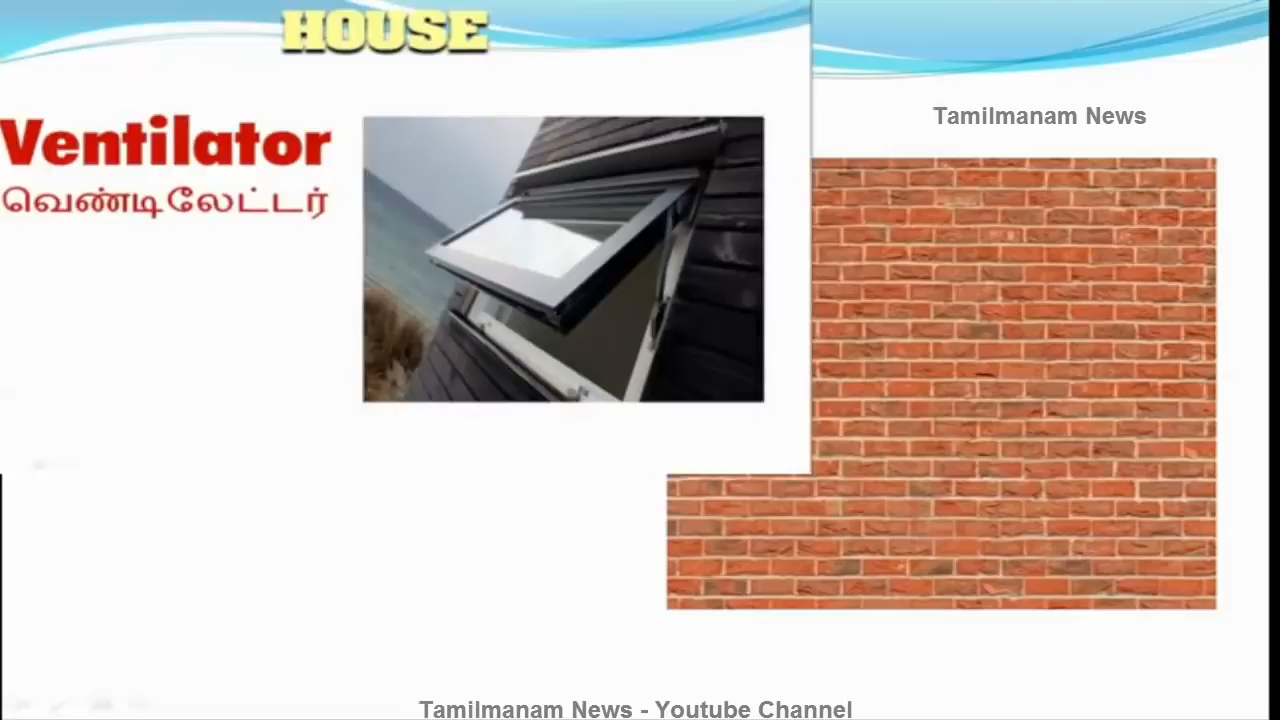 HOUSE
Tamilmanam News
Ventilator
வெண்டிலேட்டர்
Tamilmanam News - Youtube Channel